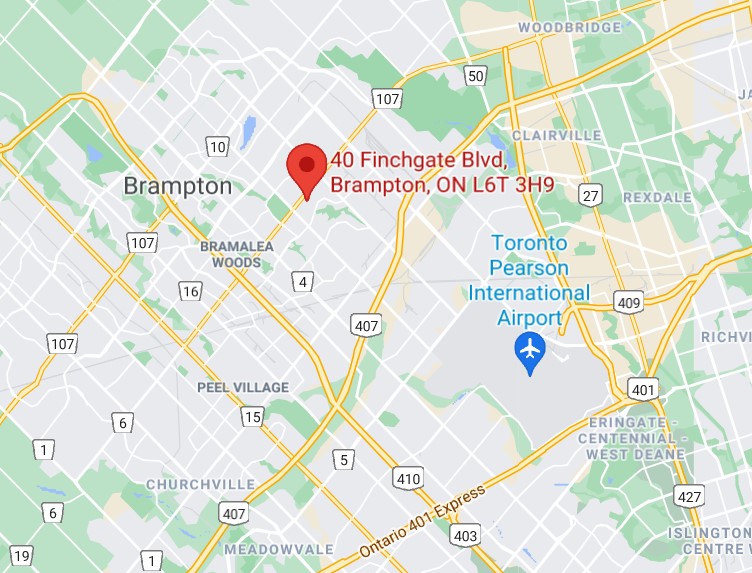 WOODBRIDGE
50
107
JA
10
CLAIRVILLE
40 Finchgate Blvd,
Brampton, ON L6T 3H9
Brampton
27
REXDALE
107
BRAMALEA
WOODS
Toronto
Pearson
International
Airport
4
16
409
407
107
RICHVI
PEEL VILLAGE
401
15
6
ERINGATE -
CENTENNIAL -
WEST DEANE
1
5
410
CHURCHVILLE
Ontario 401 Express
427
6
407
403
ISLINGTON
CENTRE W
MEADOWVALE
19
1